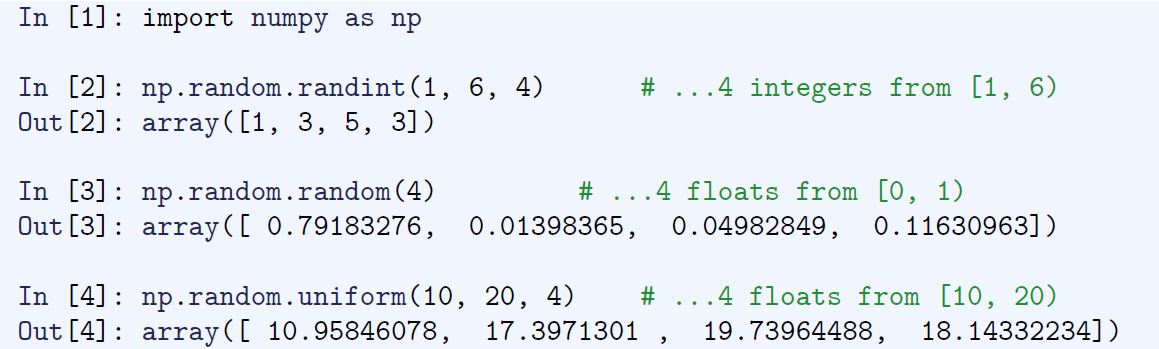 In [1]: import numpy as np
In [2]: np.random.randint(1, 6, 4)      # ...4 integers from [1, 6)
Out[2]: array([1, 3, 5, 3])
In [3]: np.random.random(4)         # ...4 floats from [0, 1)
Out[3]: array([ 0.79183276,  0.01398365,  0.04982849,  0.11630963])
In [4]: np.random.uniform(10, 20, 4)    # ...4 floats from [10, 20)
Out[4]: array([ 10.95846078,  17.3971301 ,  19.73964488,  18.14332234])